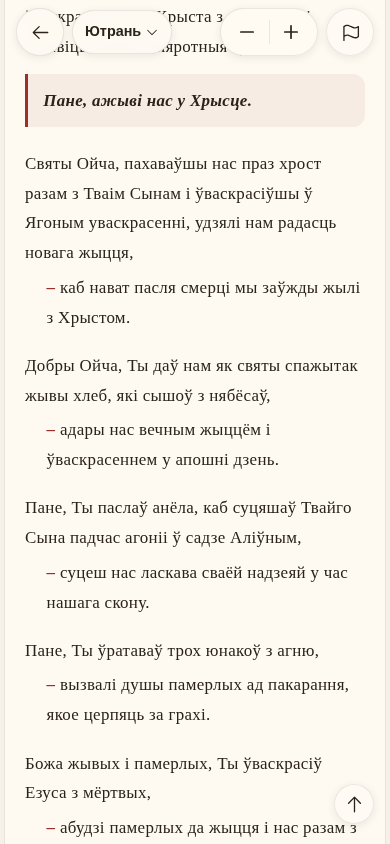 Хрыста з
Ютрань
Пане, ажыві нас у Хрысце.
Святы Ойча, пахаваўшы нас праз хрост
разам з Тваім Сынам і ўваскрасіўшы ў
Ягоным уваскрасенні, удзялі нам радасць
новага жыцця,
– каб нават пасля смерці мы заўжды жылі
з Хрыстом.
Добры Ойча, Ты даў нам як святы спажытак
жывы хлеб, які сышоў з нябёсаў,
– адары нас вечным жыццём і
ўваскрасеннем у апошні дзень.
Пане, Ты паслаў анёла, каб суцяшаў Твайго
Сына падчас агоніі ў садзе Аліўным,
– суцеш нас ласкава сваёй надзеяй у час
нашага скону.
Пане, Ты ўратаваў трох юнакоў з агню,
– вызвалі душы памерлых ад пакарання,
якое церпяць за грахі.
Божа жывых і памерлых, Ты ўваскрасіў
Езуса з мёртвых,
– абудзі памерлых да жыцця і нас разам з